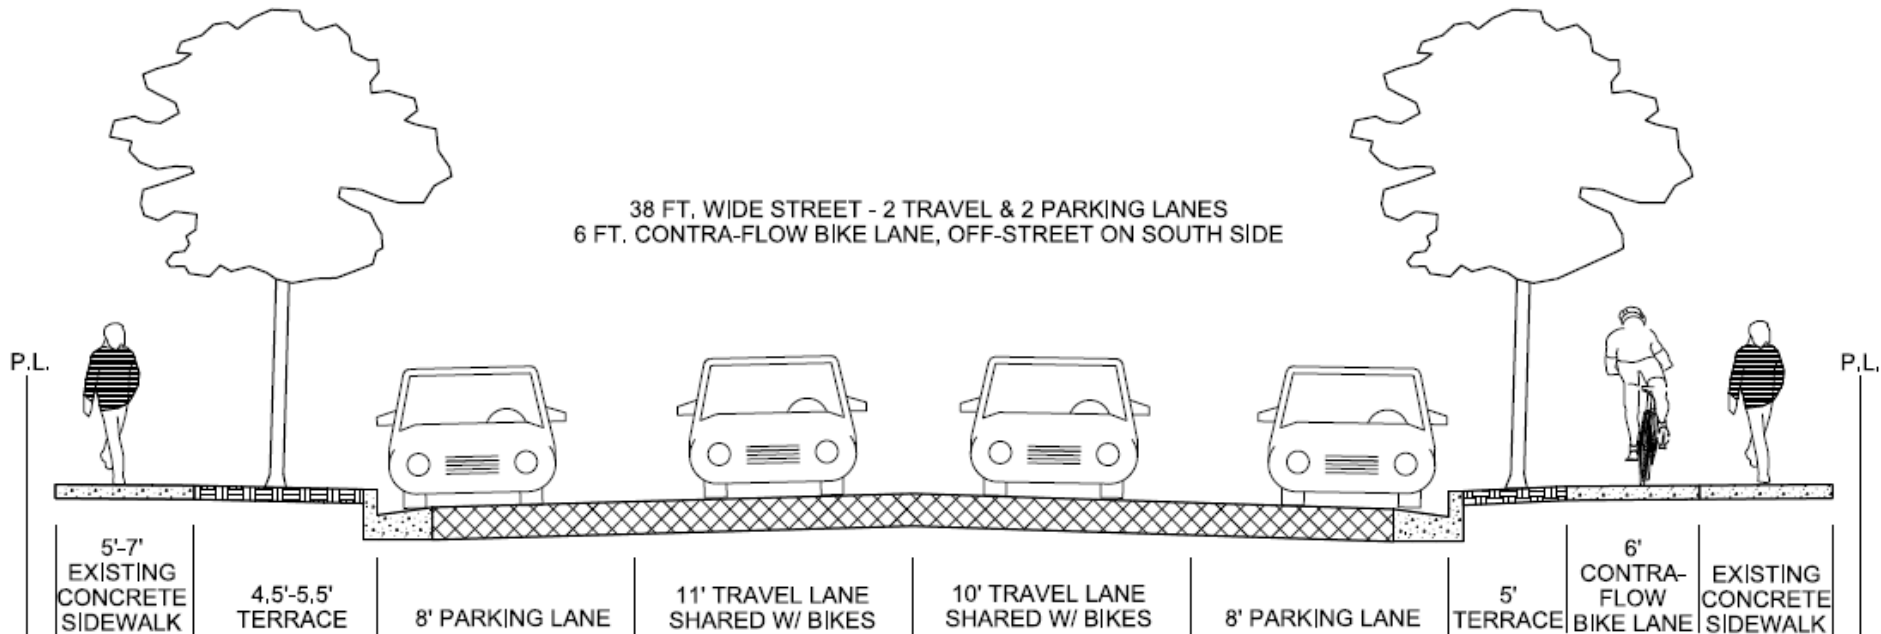 38 FT. WIDE STREET - 2 TRAVEL & 2 PARKING LANES
6 FT. CONTRA-FLOW BIKE LANE, OFF-STREET ON SOUTH SIDE
P.L.
P.L.
5'-7'
EXISTING
CONCRETE
SIDEWALK
4.5'-5.5'
TERRACE
8' PARKING LANE
11' TRAVEL LANE
SHARED W/ BIKES
10' TRAVEL LANE
SHARED W/ BIKES
8' PARKING LANE
5'
TERRACE
6'
CONTRA-
FLOW
BIKE LANE
EXISTING
CONCRETE
SIDEWALK